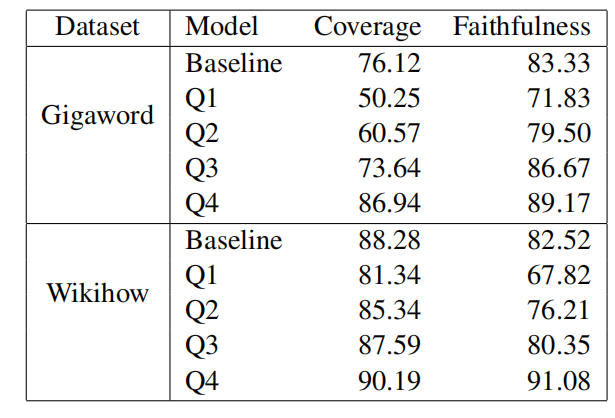 Dataset Model Coverage Faithfulness
Gigaword Baseline 76.12 83.33
Q1 50.25 71.83
Q2 60.57 79.50
Q3 73.64 86.67
Q4 86.94 89.17
Wikihow Baseline 88.28 82.52
Q1 81.34 67.82
Q2 85.34 76.21
Q3 87.59 80.35
Q4 90.19 91.08